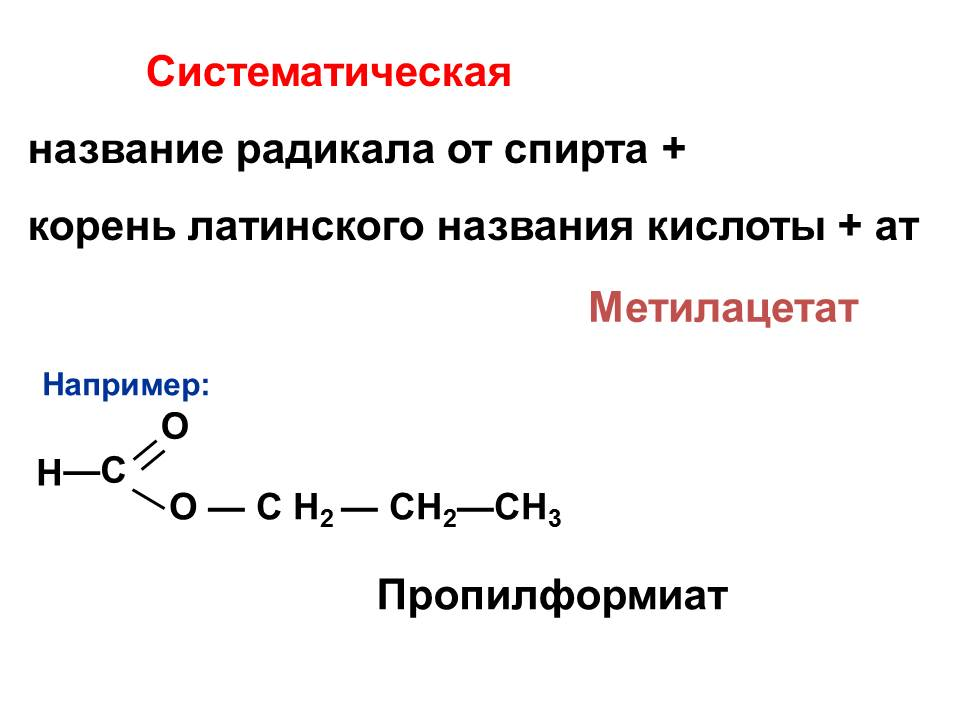 Систематическая
название радикала от спирта +
корень латинского названия кислоты + ат
Метилацетат
Например:
O
H—C
O — C H₂ — CH₂—CH₃
Пропилформиат